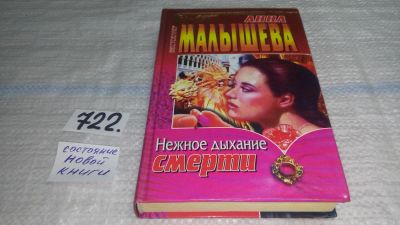 АННА
МАЛЫШЕВА
Нежное дыхание
смерти
722.
состояние
новой
книги